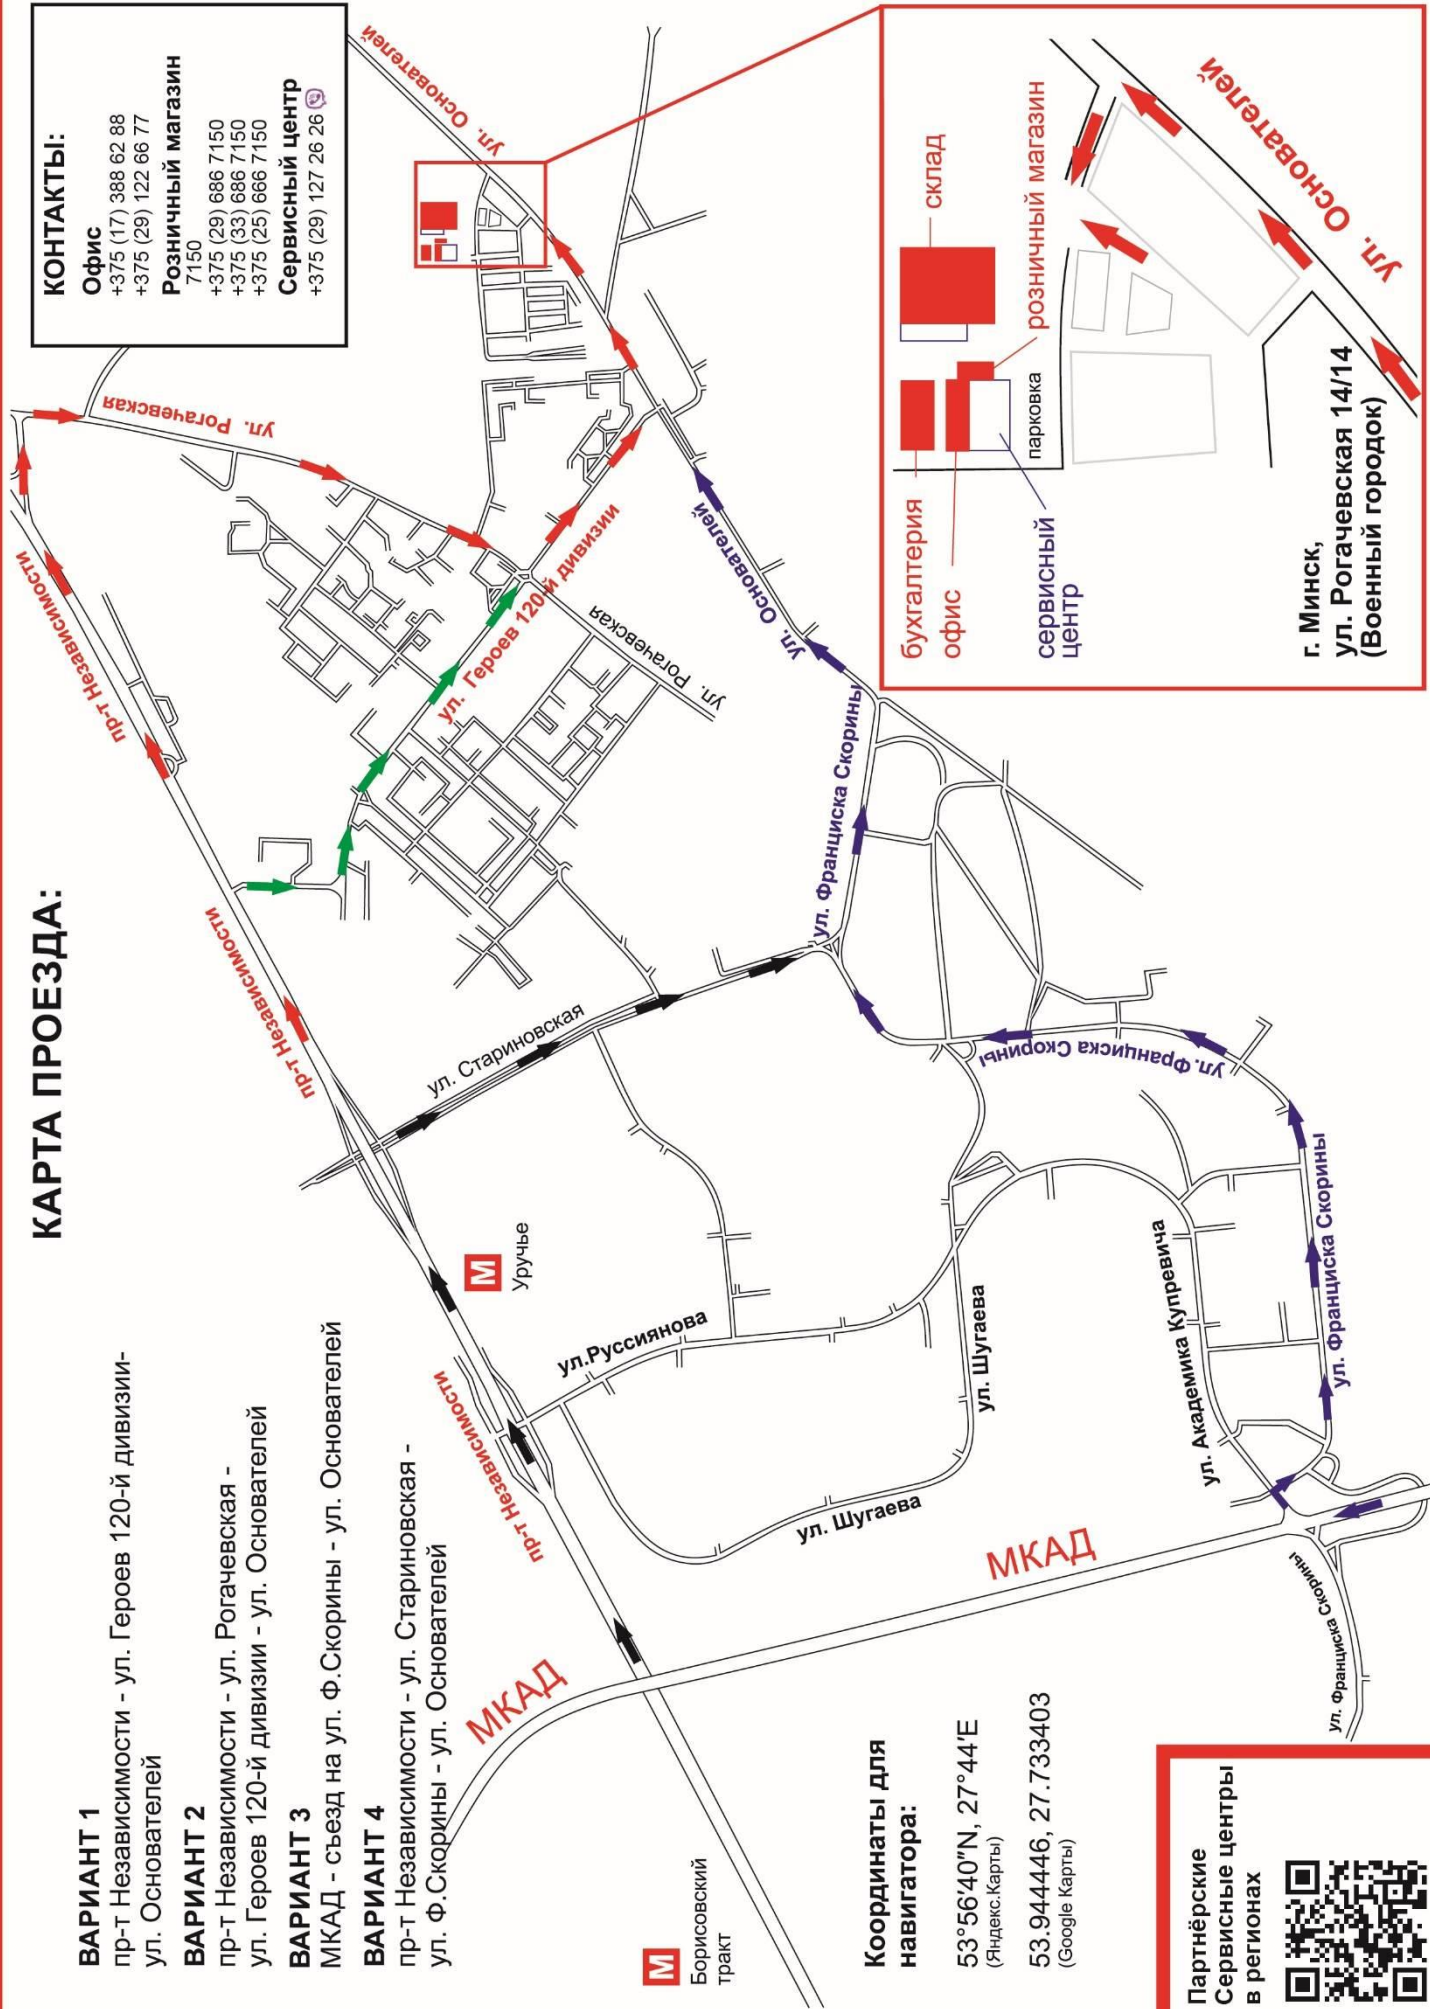 КАРТА ПРОЕЗДА:
ВАРИАНТ 1
пр-т Независимости - ул. Героев 120-й дивизии-
ул. Основателей
ВАРИАНТ 2
пр-т Независимости - ул. Рогачевская -
ул. Героев 120-й дивизии - ул. Основателей
ВАРИАНТ 3
МКАД - съезд на ул. Ф.Скорины - ул. Основателей
ВАРИАНТ 4
пр-т Независимости - ул. Стариновская -
ул. Ф.Скорины - ул. Основателей
КОНТАКТЫ:
Офис
+375 (17) 388 62 88
+375 (29) 122 66 77
Розничный магазин
7150
+375 (29) 686 7150
+375 (33) 686 7150
+375 (25) 666 7150
Сервисный центр
+375 (29) 127 26 26
пр-т Независимости
пр-т Независимости
пр-т Независимости
ул. Рогачевская
ул. Основателей
ул. Героев 120-й дивизии
ул. Рогачевская
ул. Основателей
ул. Стариновская
ул. Франциска Скорины
ул. Франциска Скорины
ул. Франциска Скорины
ул. Франциска Скорины
М
Уручье
ул.Руссиянова
ул. Шугаева
ул. Шугаева
ул. Академика Купревича
МКАД
МКАД
М
Борисовский
тракт
Координаты для
навигатора:
53°56′40″N, 27°44′E
(Яндекс.Карты)
53.944446, 27.733403
(Google Карты)
Партнёрские
Сервисные центры
в регионах
бухгалтерия
офис
сервисный
центр
склад
розничный магазин
парковка
ул. Основателей
г. Минск,
ул. Рогачевская 14/14
(Военный городок)